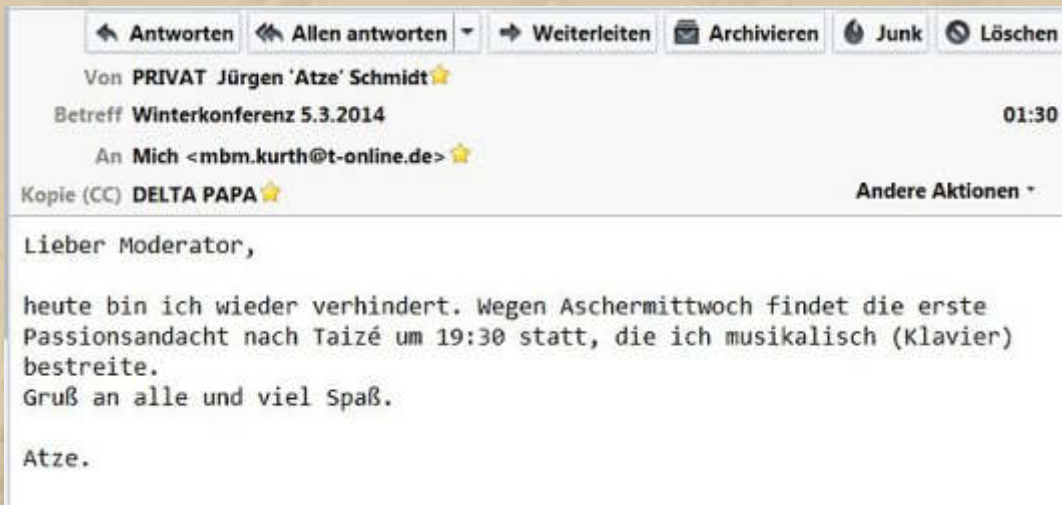 Antworten Allen antworten Weiterleiten Archivieren Junk Löschen
Von PRIVAT Jürgen 'Atze' Schmidt
Betreff Winterkonferenz 5.3.2014 01:30
An Mich <mbm.kurth@t-online.de>
Kopie (CC) DELTA PAPA Andere Aktionen
Lieber Moderator,
heute bin ich wieder verhindert. Wegen Aschermittwoch findet die erste
Passionsandacht nach Taizé um 19:30 statt, die ich musikalisch (Klavier)
bestreite.
Gruß an alle und viel Spaß.
Atze.